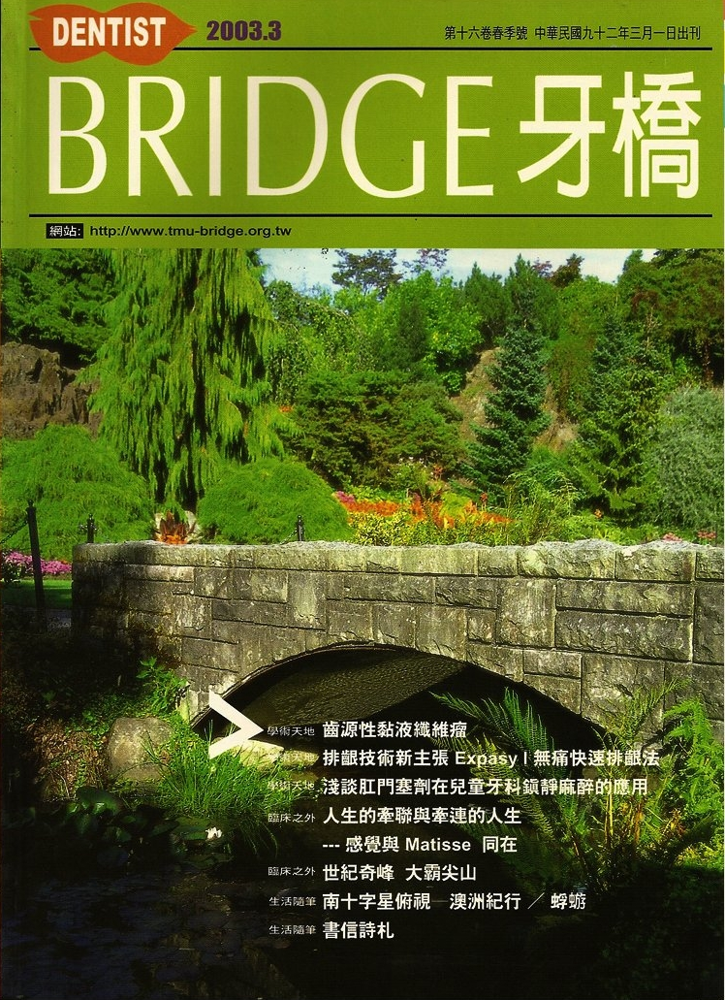 DENTIST 2003.3 第十六卷春季號 中華民國九十二年三月一日出刊
BRIDGE 牙橋
網站: http://www.tmu-bridge.org.tw
學術天地 齒源性黏液纖維瘤
學術天地 排齦技術新主張 Expasy l 無痛快速排齦法
學術天地 淺談肛門塞劑在兒童牙科鎮靜麻醉的應用
臨床之外 人生的牽聯與牽連的人生
--- 感覺與 Matisse 同在
臨床之外 世紀奇峰 大霸尖山
生活隨筆 南十字星俯視─澳洲紀行 ╱ 蜉蝣
生活隨筆 書信詩札